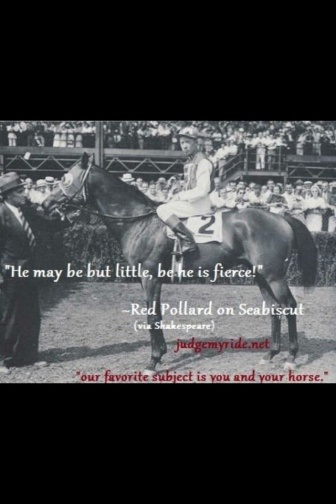 2
"He may be but little, be he is fierce!"
~Red Pollard on Seabiscut
(via Shakespeare)
judgemyride.net
"our favorite subject is you and your horse."